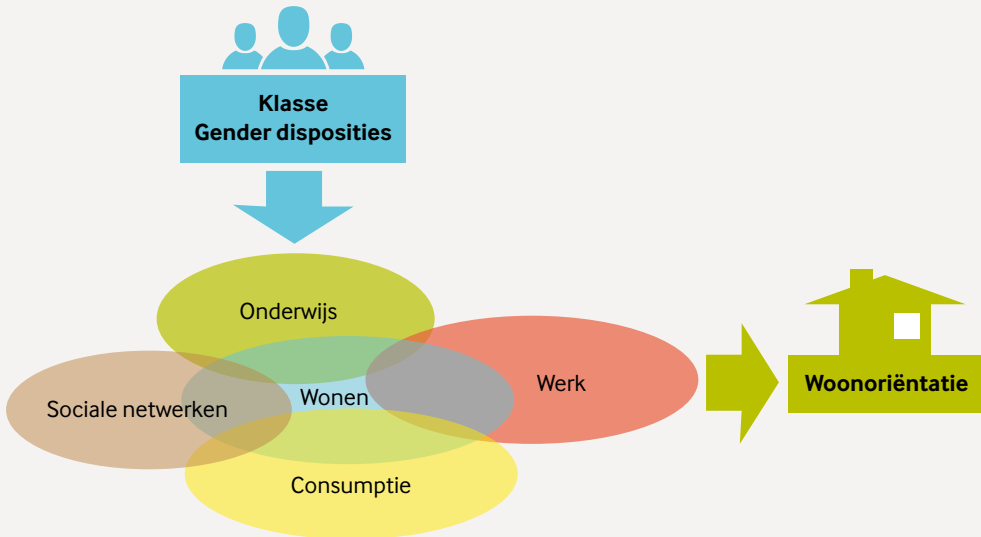 Klasse
Gender disposities
Onderwijs
Werk
Woonoriëntatie
Wonen
Sociale netwerken
Consumptie